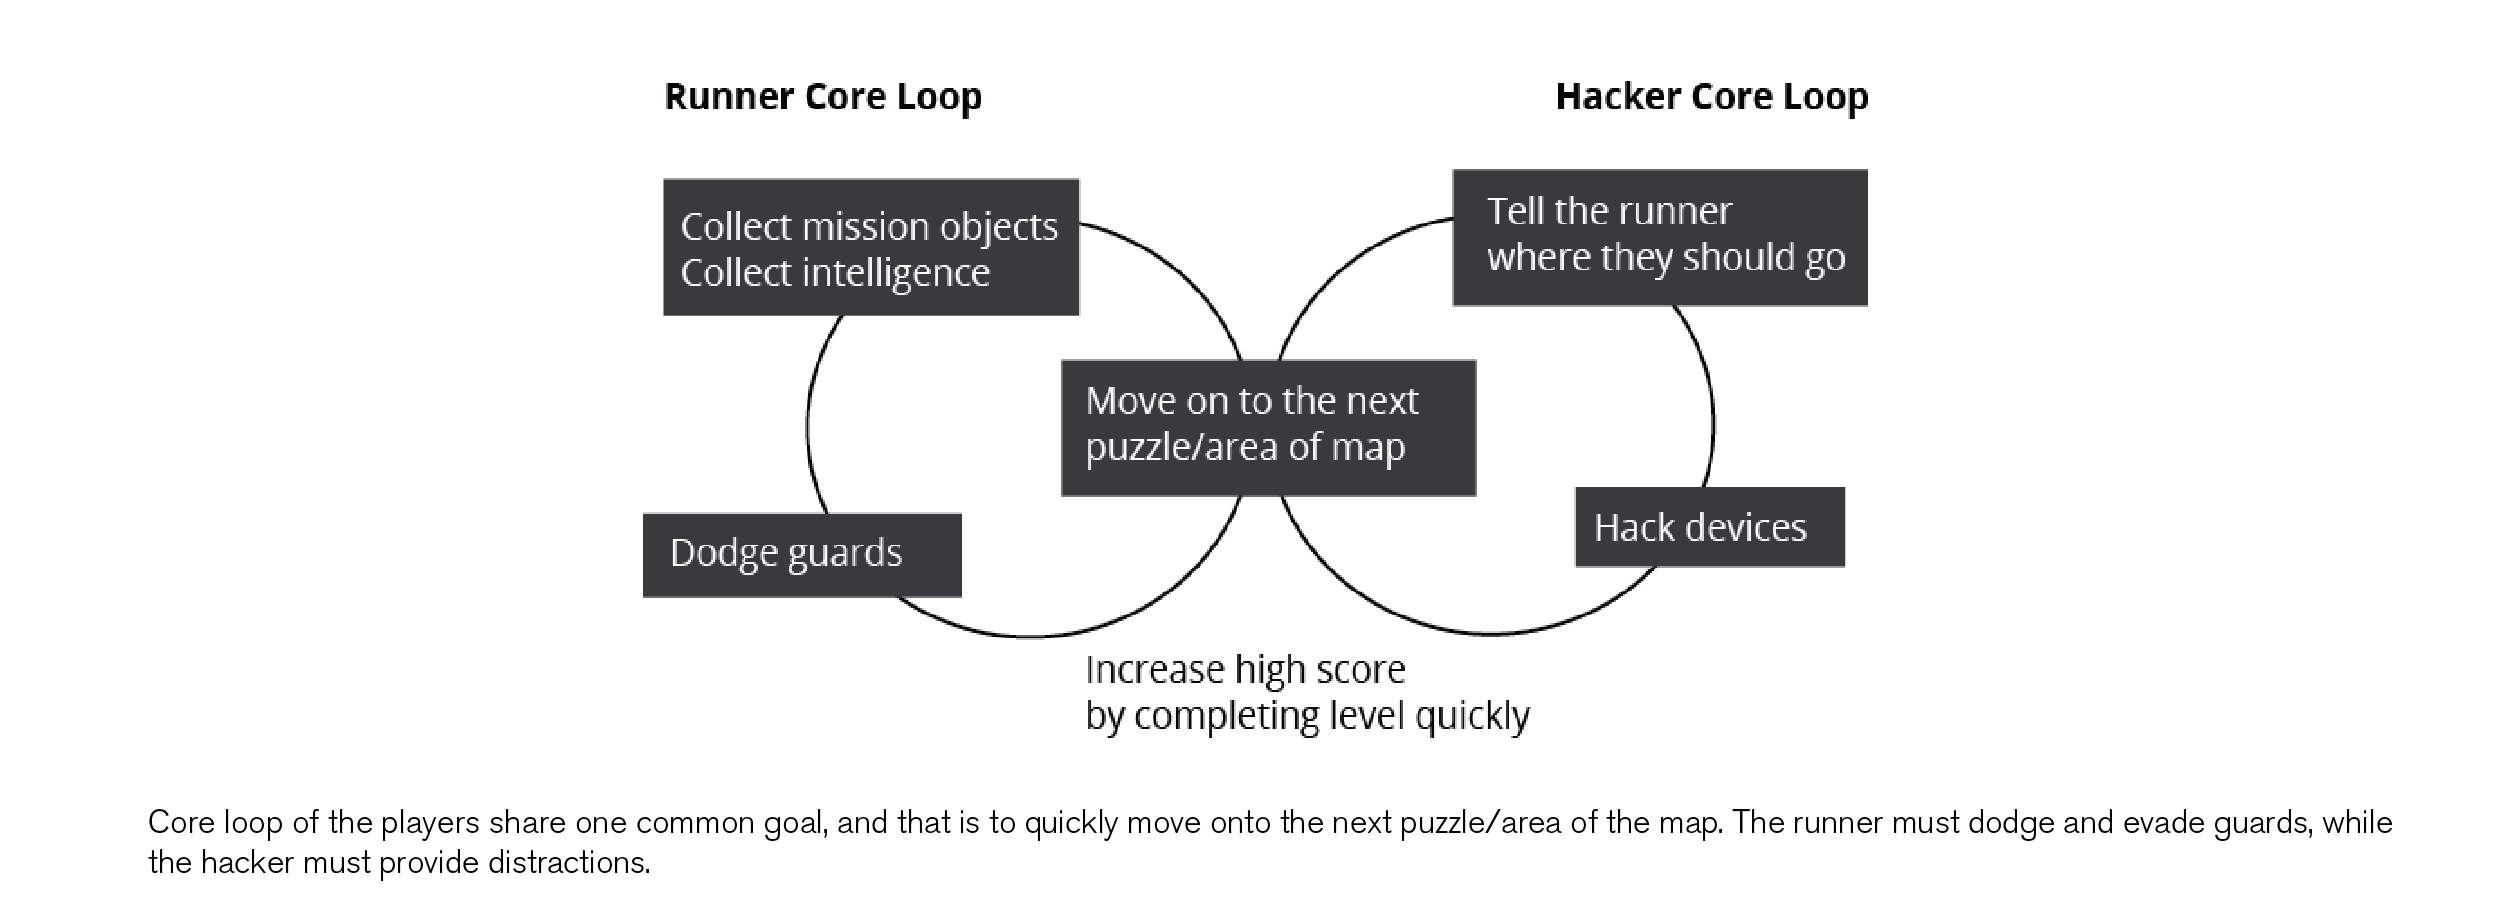 Runner Core Loop
Hacker Core Loop
Collect mission objects
Collect intelligence
Tell the runner
where they should go
Move on to the next
puzzle/area of map
Dodge guards
Hack devices
Increase high score
by completing level quickly
Core loop of the players share one common goal, and that is to quickly move onto the next puzzle/area of the map. The runner must dodge and evade guards, while
the hacker must provide distractions.